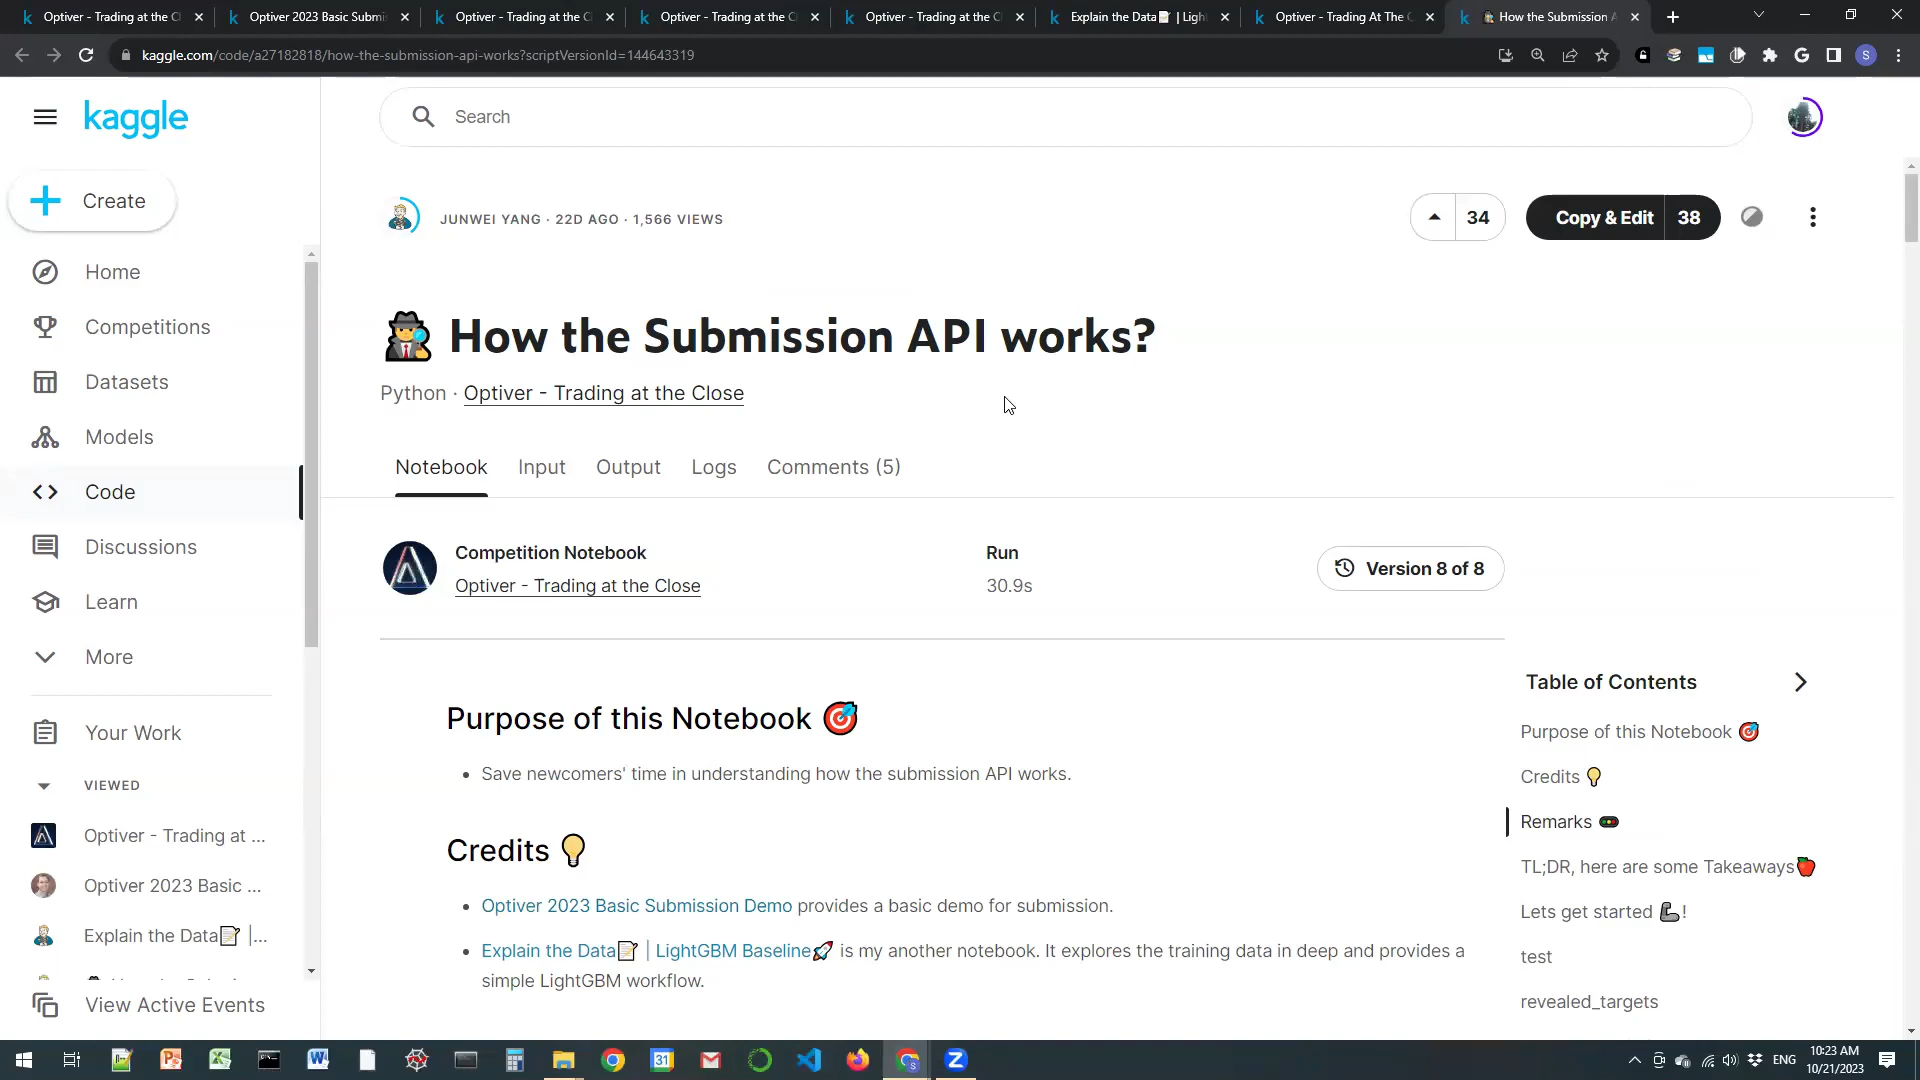 Optiver - Trading at the C
Optiver 2023 Basic Submis
Optiver - Trading at the C
Optiver - Trading at the C
Optiver - Trading at the C
Explain the Data📝 | Ligh
Optiver - Trading At The C
How the Submission A
kaggle.com/code/a27182818/how-the-submission-api-works?scriptVersionId=144643319
S
kaggle
Search
Create
JUNWEI YANG · 22D AGO · 1,566 VIEWS
34
Copy & Edit 38
Home
Competitions
Datasets
Models
Code
Discussions
Learn
More
Your Work
VIEWED
Optiver - Trading at ...
Optiver 2023 Basic ...
Explain the Data📝 |...
View Active Events
How the Submission API works?
Python · Optiver - Trading at the Close
Notebook
Input
Output
Logs
Comments (5)
Competition Notebook
Optiver - Trading at the Close
Run
30.9s
Version 8 of 8
Purpose of this Notebook 🎯
• Save newcomers' time in understanding how the submission API works.
Credits 💡
• Optiver 2023 Basic Submission Demo provides a basic demo for submission.
• Explain the Data📝 | LightGBM Baseline🚀 is my another notebook. It explores the training data in deep and provides a
simple LightGBM workflow.
Table of Contents
Purpose of this Notebook 🎯
Credits 💡
Remarks 🚥
TL;DR, here are some Takeaways🍎
Lets get started 🦾!
test
revealed_targets
31
ENG
10:23 AM
10/21/2023